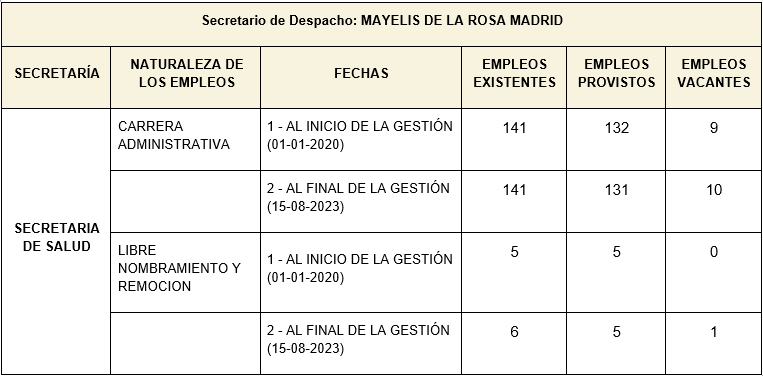 Secretario de Despacho: MAYELIS DE LA ROSA MADRID
SECRETARÍA
NATURALEZA DE
LOS EMPLEOS
FECHAS
EMPLEOS
EXISTENTES
EMPLEOS
PROVISTOS
EMPLEOS
VACANTES
SECRETARIA
DE SALUD
CARRERA
ADMINISTRATIVA
1 - AL INICIO DE LA GESTIÓN
(01-01-2020)
141
132
9
2 - AL FINAL DE LA GESTIÓN
(15-08-2023)
141
131
10
LIBRE
NOMBRAMIENTO Y
REMOCION
1 - AL INICIO DE LA GESTIÓN
(01-01-2020)
5
5
0
2 - AL FINAL DE LA GESTIÓN
(15-08-2023)
6
5
1